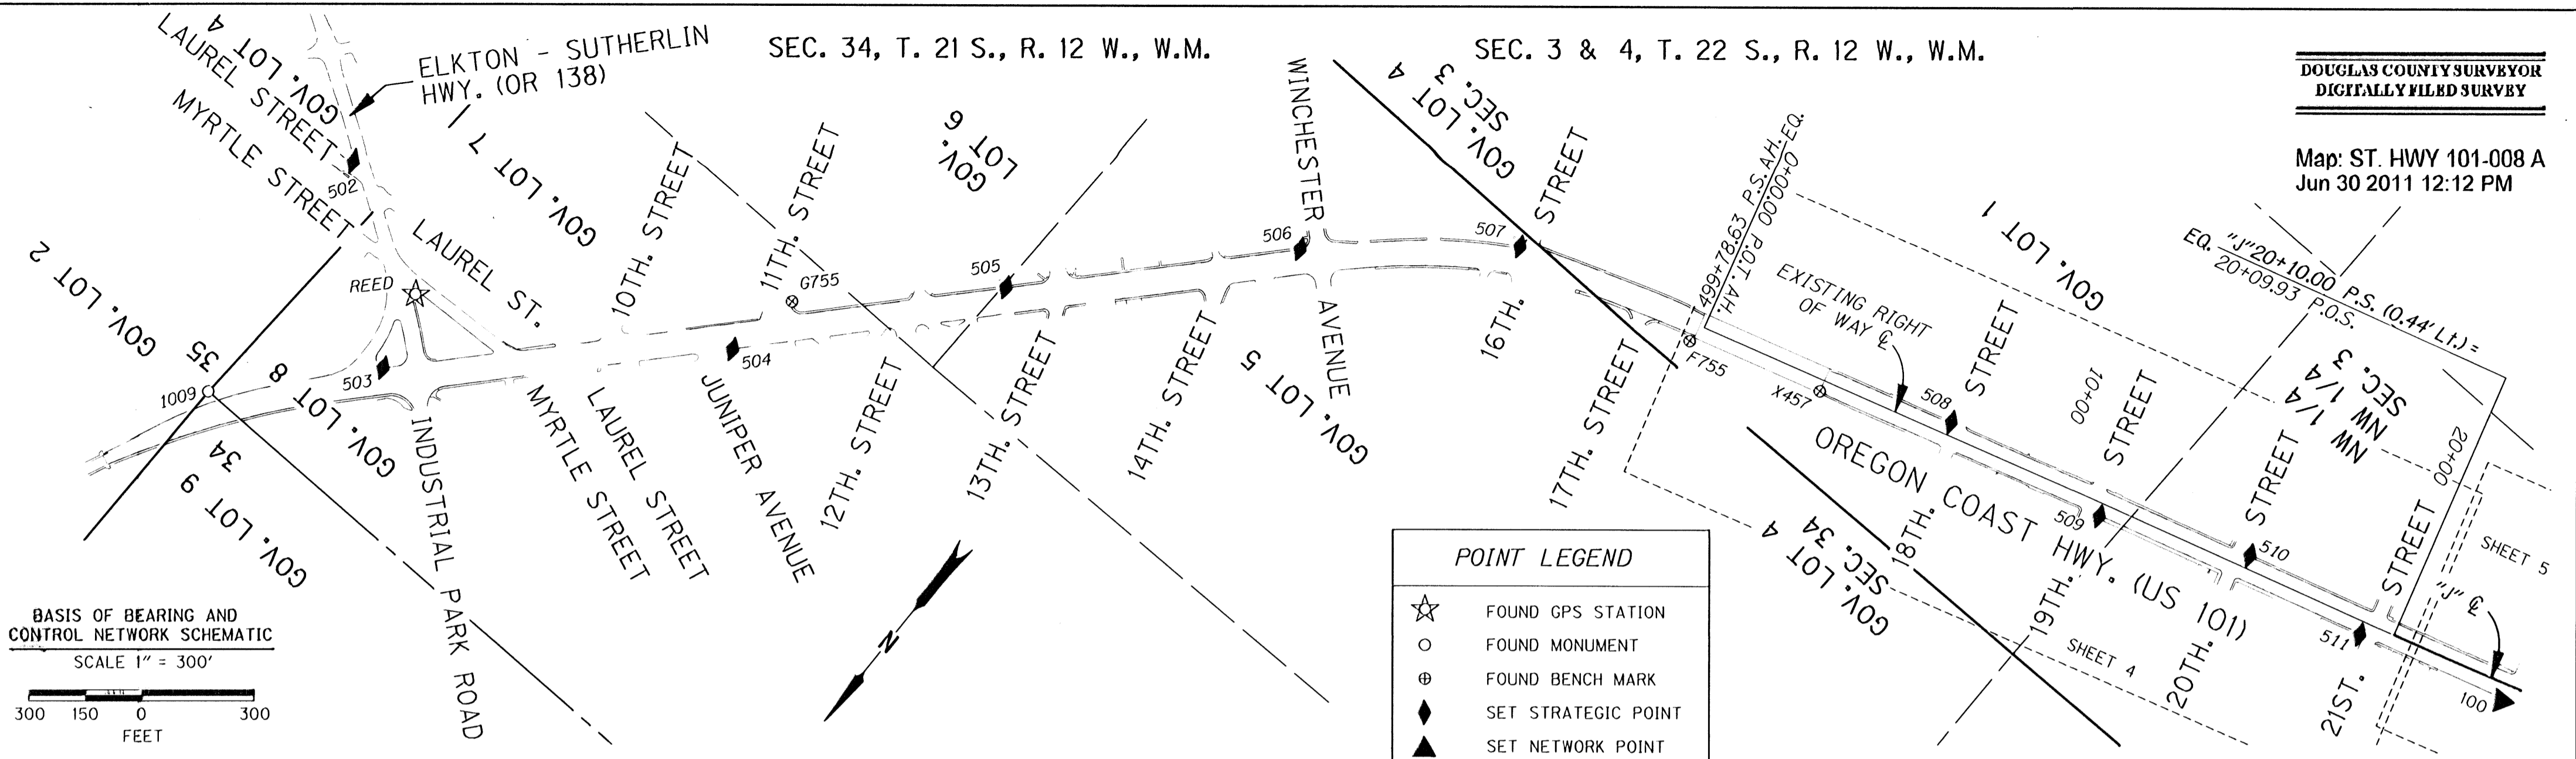 SEC. 34, T. 21 S., R. 12 W., W.M.
SEC. 3 & 4, T. 22 S., R. 12 W., W.M.
DOUGLAS COUNTY SURVEYOR
DIGITALLY FILED SURVEY
Map: ST. HWY 101-008 A
Jun 30 2011 12:12 PM
GOV. LOT 4
LAUREL STREET
MYRTLE STREET
ELKTON - SUTHERLIN
HWY. (OR 138)
502
GOV. LOT 7
LAUREL ST.
REED
GOV. LOT 2
35
1009
34
GOV. LOT 8
GOV. LOT 9
503
INDUSTRIAL PARK ROAD
MYRTLE STREET
LAUREL STREET
10TH. STREET
504
JUNIPER AVENUE
11TH. STREET
G755
12TH. STREET
GOV.
LOT 6
505
13TH. STREET
14TH. STREET
GOV. LOT 5
506
WINCHESTER
AVENUE
507
16TH.
STREET
GOV. LOT 4
SEC. 3
17TH. STREET
1499+78.63 P.S. AH. EQ.
0+00.00 P.O.T. AH.
F755
X457
EXISTING RIGHT
OF WAY ℄
GOV. LOT 1
508
18TH.
STREET
10+00
OREGON COAST HWY. (US 101)
GOV. LOT 4
SEC. 34
509
19TH.
STREET
SHEET 4
510
20TH.
STREET
NW 1/4
NW 1/4
SEC. 3
EQ. "J"20+10.00 P.S. (0.44' Lt.) =
20+09.93 P.O.S.
20+00
511
21ST.
STREET
SHEET 5
"J" ℄
100
N
BASIS OF BEARING AND
CONTROL NETWORK SCHEMATIC
SCALE 1" = 300'
300 150 0 300
FEET
POINT LEGEND
FOUND GPS STATION
FOUND MONUMENT
FOUND BENCH MARK
SET STRATEGIC POINT
SET NETWORK POINT